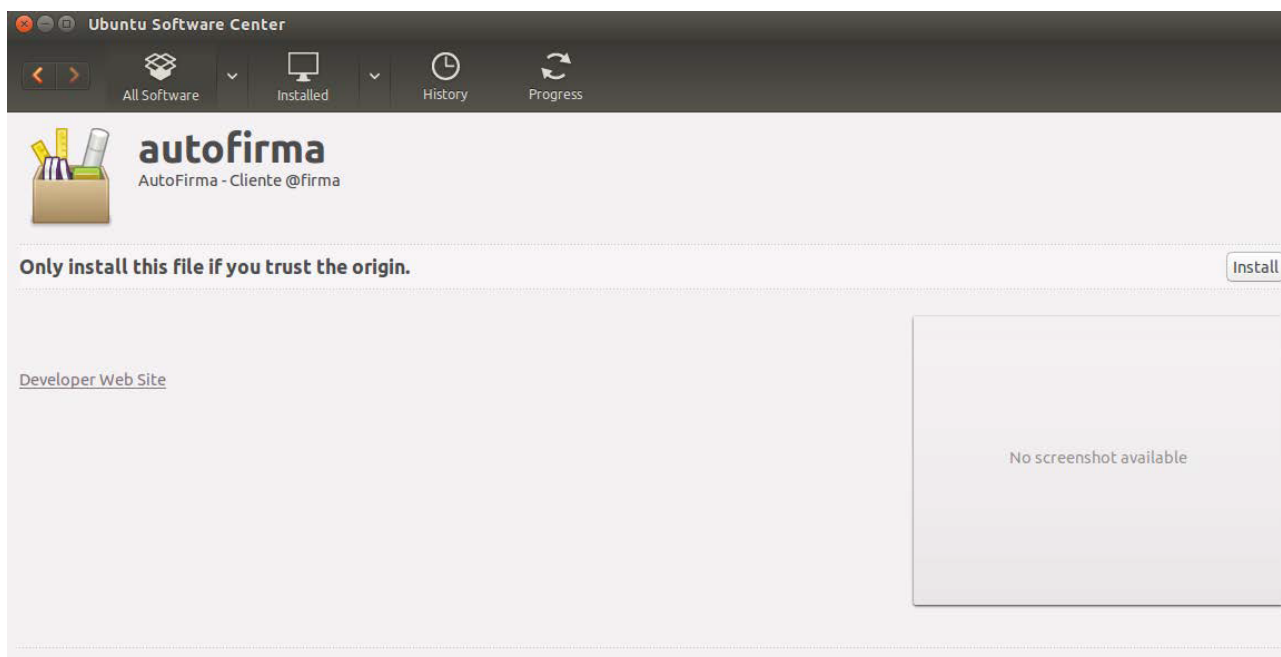 Ubuntu Software Center
All Software
Installed
History
Progress
autofirma
AutoFirma - Cliente @firma
Only install this file if you trust the origin.
Install
Developer Web Site
No screenshot available